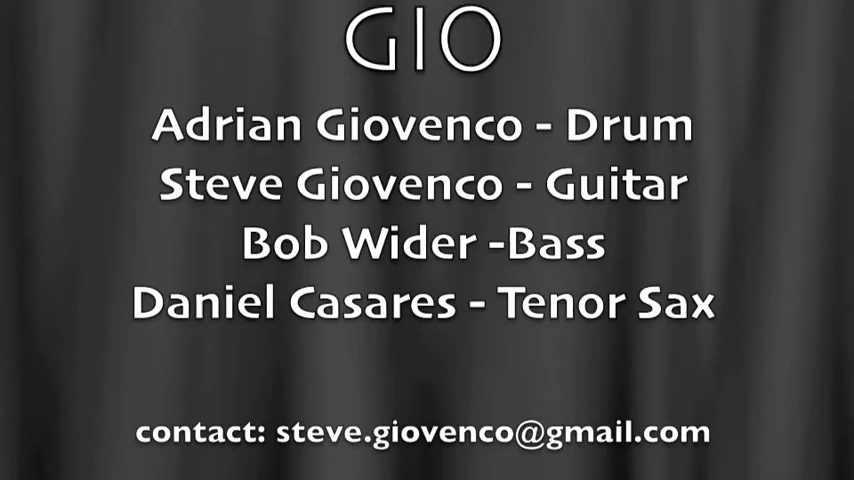 GIO
Adrian Giovenco - Drum
Steve Giovenco - Guitar
Bob Wider -Bass
Daniel Casares - Tenor Sax
contact: steve.giovenco@gmail.com